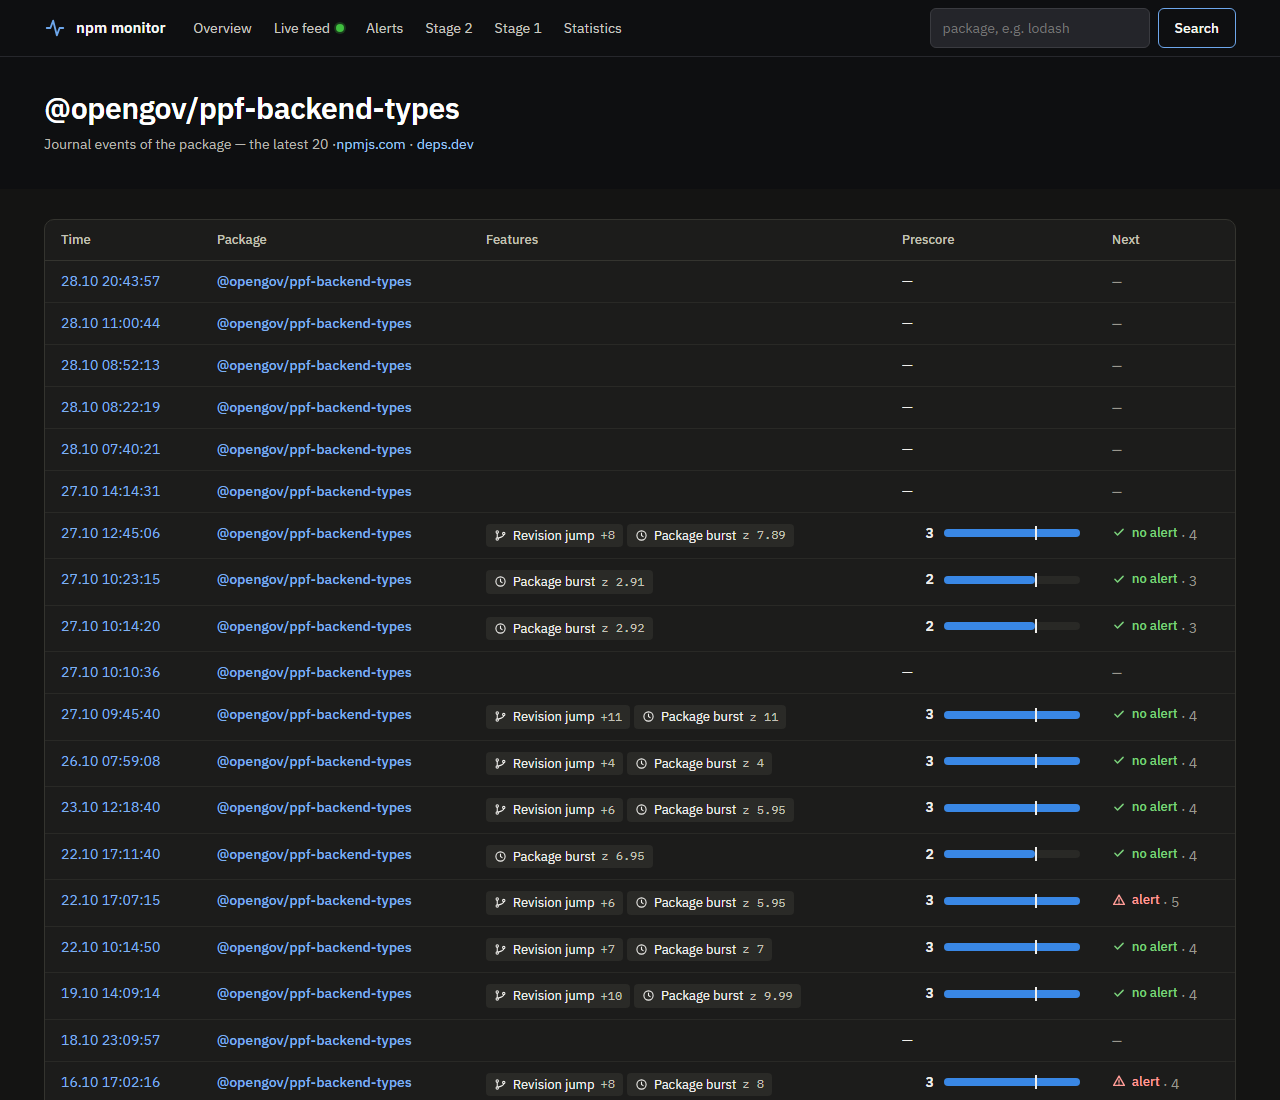 npm monitor Overview Live feed Alerts Stage 2 Stage 1 Statistics package, e.g. lodash Search
@opengov/ppf-backend-types
Journal events of the package — the latest 20 ·npmjs.com · deps.dev
Time Package Features Prescore Next
28.10 20:43:57 @opengov/ppf-backend-types — —
28.10 11:00:44 @opengov/ppf-backend-types — —
28.10 08:52:13 @opengov/ppf-backend-types — —
28.10 08:22:19 @opengov/ppf-backend-types — —
28.10 07:40:21 @opengov/ppf-backend-types — —
27.10 14:14:31 @opengov/ppf-backend-types — —
27.10 12:45:06 @opengov/ppf-backend-types Revision jump +8 Package burst z 7.89 3 no alert · 4
27.10 10:23:15 @opengov/ppf-backend-types Package burst z 2.91 2 no alert · 3
27.10 10:14:20 @opengov/ppf-backend-types Package burst z 2.92 2 no alert · 3
27.10 10:10:36 @opengov/ppf-backend-types — —
27.10 09:45:40 @opengov/ppf-backend-types Revision jump +11 Package burst z 11 3 no alert · 4
26.10 07:59:08 @opengov/ppf-backend-types Revision jump +4 Package burst z 4 3 no alert · 4
23.10 12:18:40 @opengov/ppf-backend-types Revision jump +6 Package burst z 5.95 3 no alert · 4
22.10 17:11:40 @opengov/ppf-backend-types Package burst z 6.95 2 no alert · 4
22.10 17:07:15 @opengov/ppf-backend-types Revision jump +6 Package burst z 5.95 3 alert · 5
22.10 10:14:50 @opengov/ppf-backend-types Revision jump +7 Package burst z 7 3 no alert · 4
19.10 14:09:14 @opengov/ppf-backend-types Revision jump +10 Package burst z 9.99 3 no alert · 4
18.10 23:09:57 @opengov/ppf-backend-types — —
16.10 17:02:16 @opengov/ppf-backend-types Revision jump +8 Package burst z 8 3 alert · 4